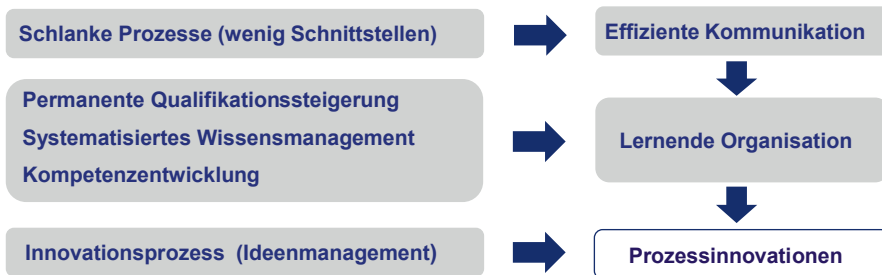 Schlanke Prozesse (wenig Schnittstellen)
Effiziente Kommunikation
Permanente Qualifikationssteigerung
Systematisiertes Wissensmanagement
Kompetenzentwicklung
Lernende Organisation
Innovationsprozess (Ideenmanagement)
Prozessinnovationen